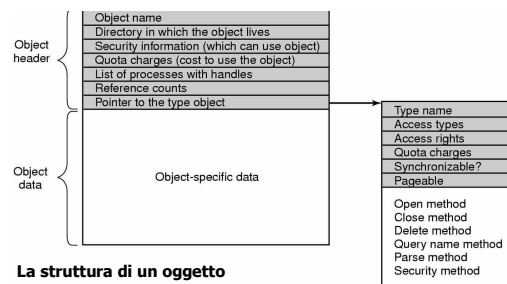 Object name
Directory in which the object lives
Security information (which can use object)
Quota charges (cost to use the object)
List of processes with handles
Reference counts
Pointer to the type object
Object
header
Object
data
Object-specific data
Type name
Access types
Access rights
Quota charges
Synchronizable?
Pageable
Open method
Close method
Delete method
Query name method
Parse method
Security method
La struttura di un oggetto